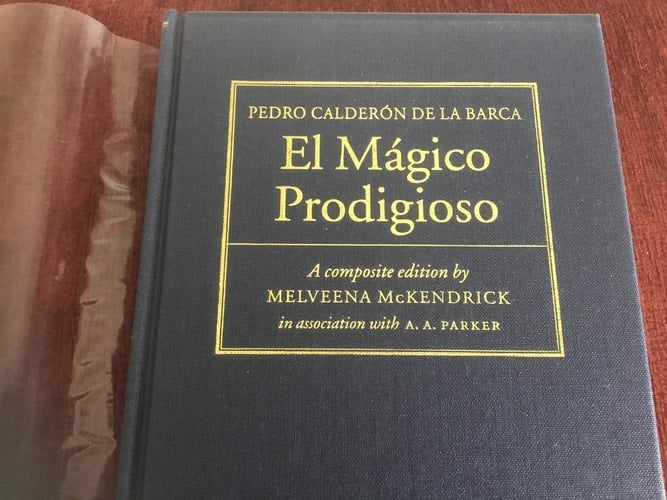 PEDRO CALDERÓN DE LA BARCA
El Mágico
Prodigioso
A composite edition by
MELVEENA McKENDRICK
in association with A. A. PARKER